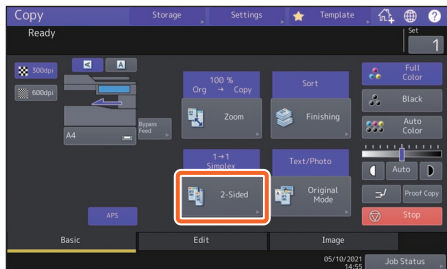 Copy
Storage
Settings
Template
?
Ready
Set
1
300dpi
600dpi
A
A
A4
Bypass
Feed
APS
100 %
Org → Copy
Zoom
Sort
Finishing
1→1
Simplex
2-Sided
Text/Photo
Original
Mode
Full
Color
Black
Auto
Color
Auto
Proof Copy
Stop
Basic
Edit
Image
05/10/2021
14:55
Job Status